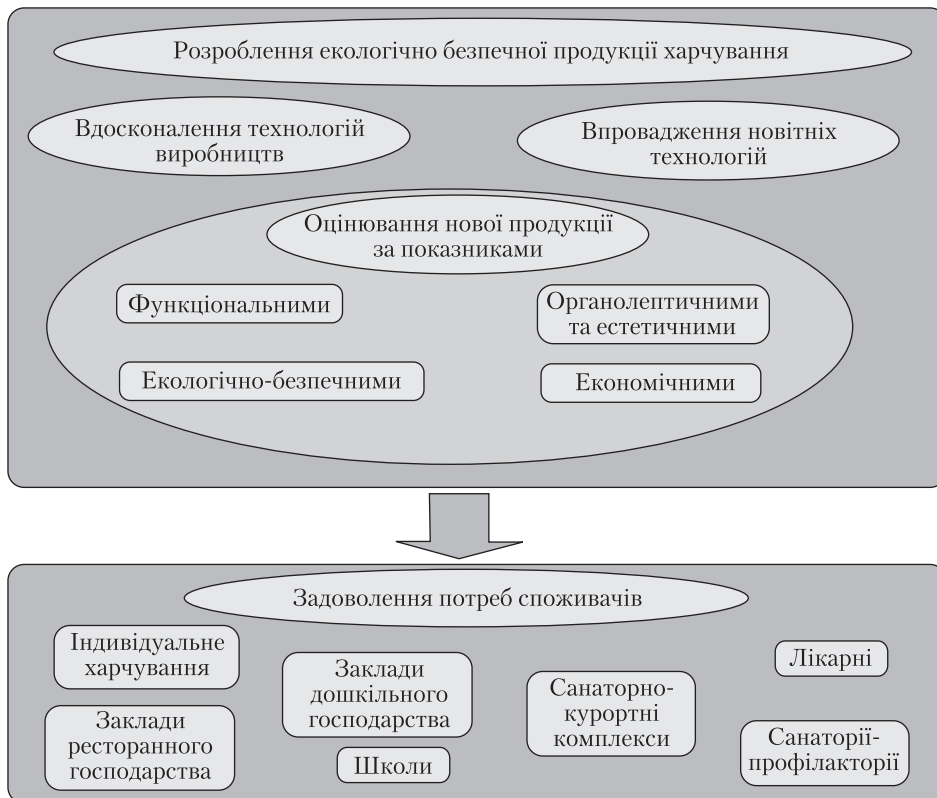 Розроблення екологічно безпечної продукції харчування
Вдосконалення технологій
виробництв
Впровадження новітніх
технологій
Оцінювання нової продукції
за показниками
Функціональними
Органолептичними
та естетичними
Екологічно-безпечними
Економічними
Задоволення потреб споживачів
Індивідуальне
харчування
Заклади
дошкільного
господарства
Санаторно-
курортні
комплекси
Лікарні
Заклади
ресторанного
господарства
Школи
Санаторії-
профілакторії